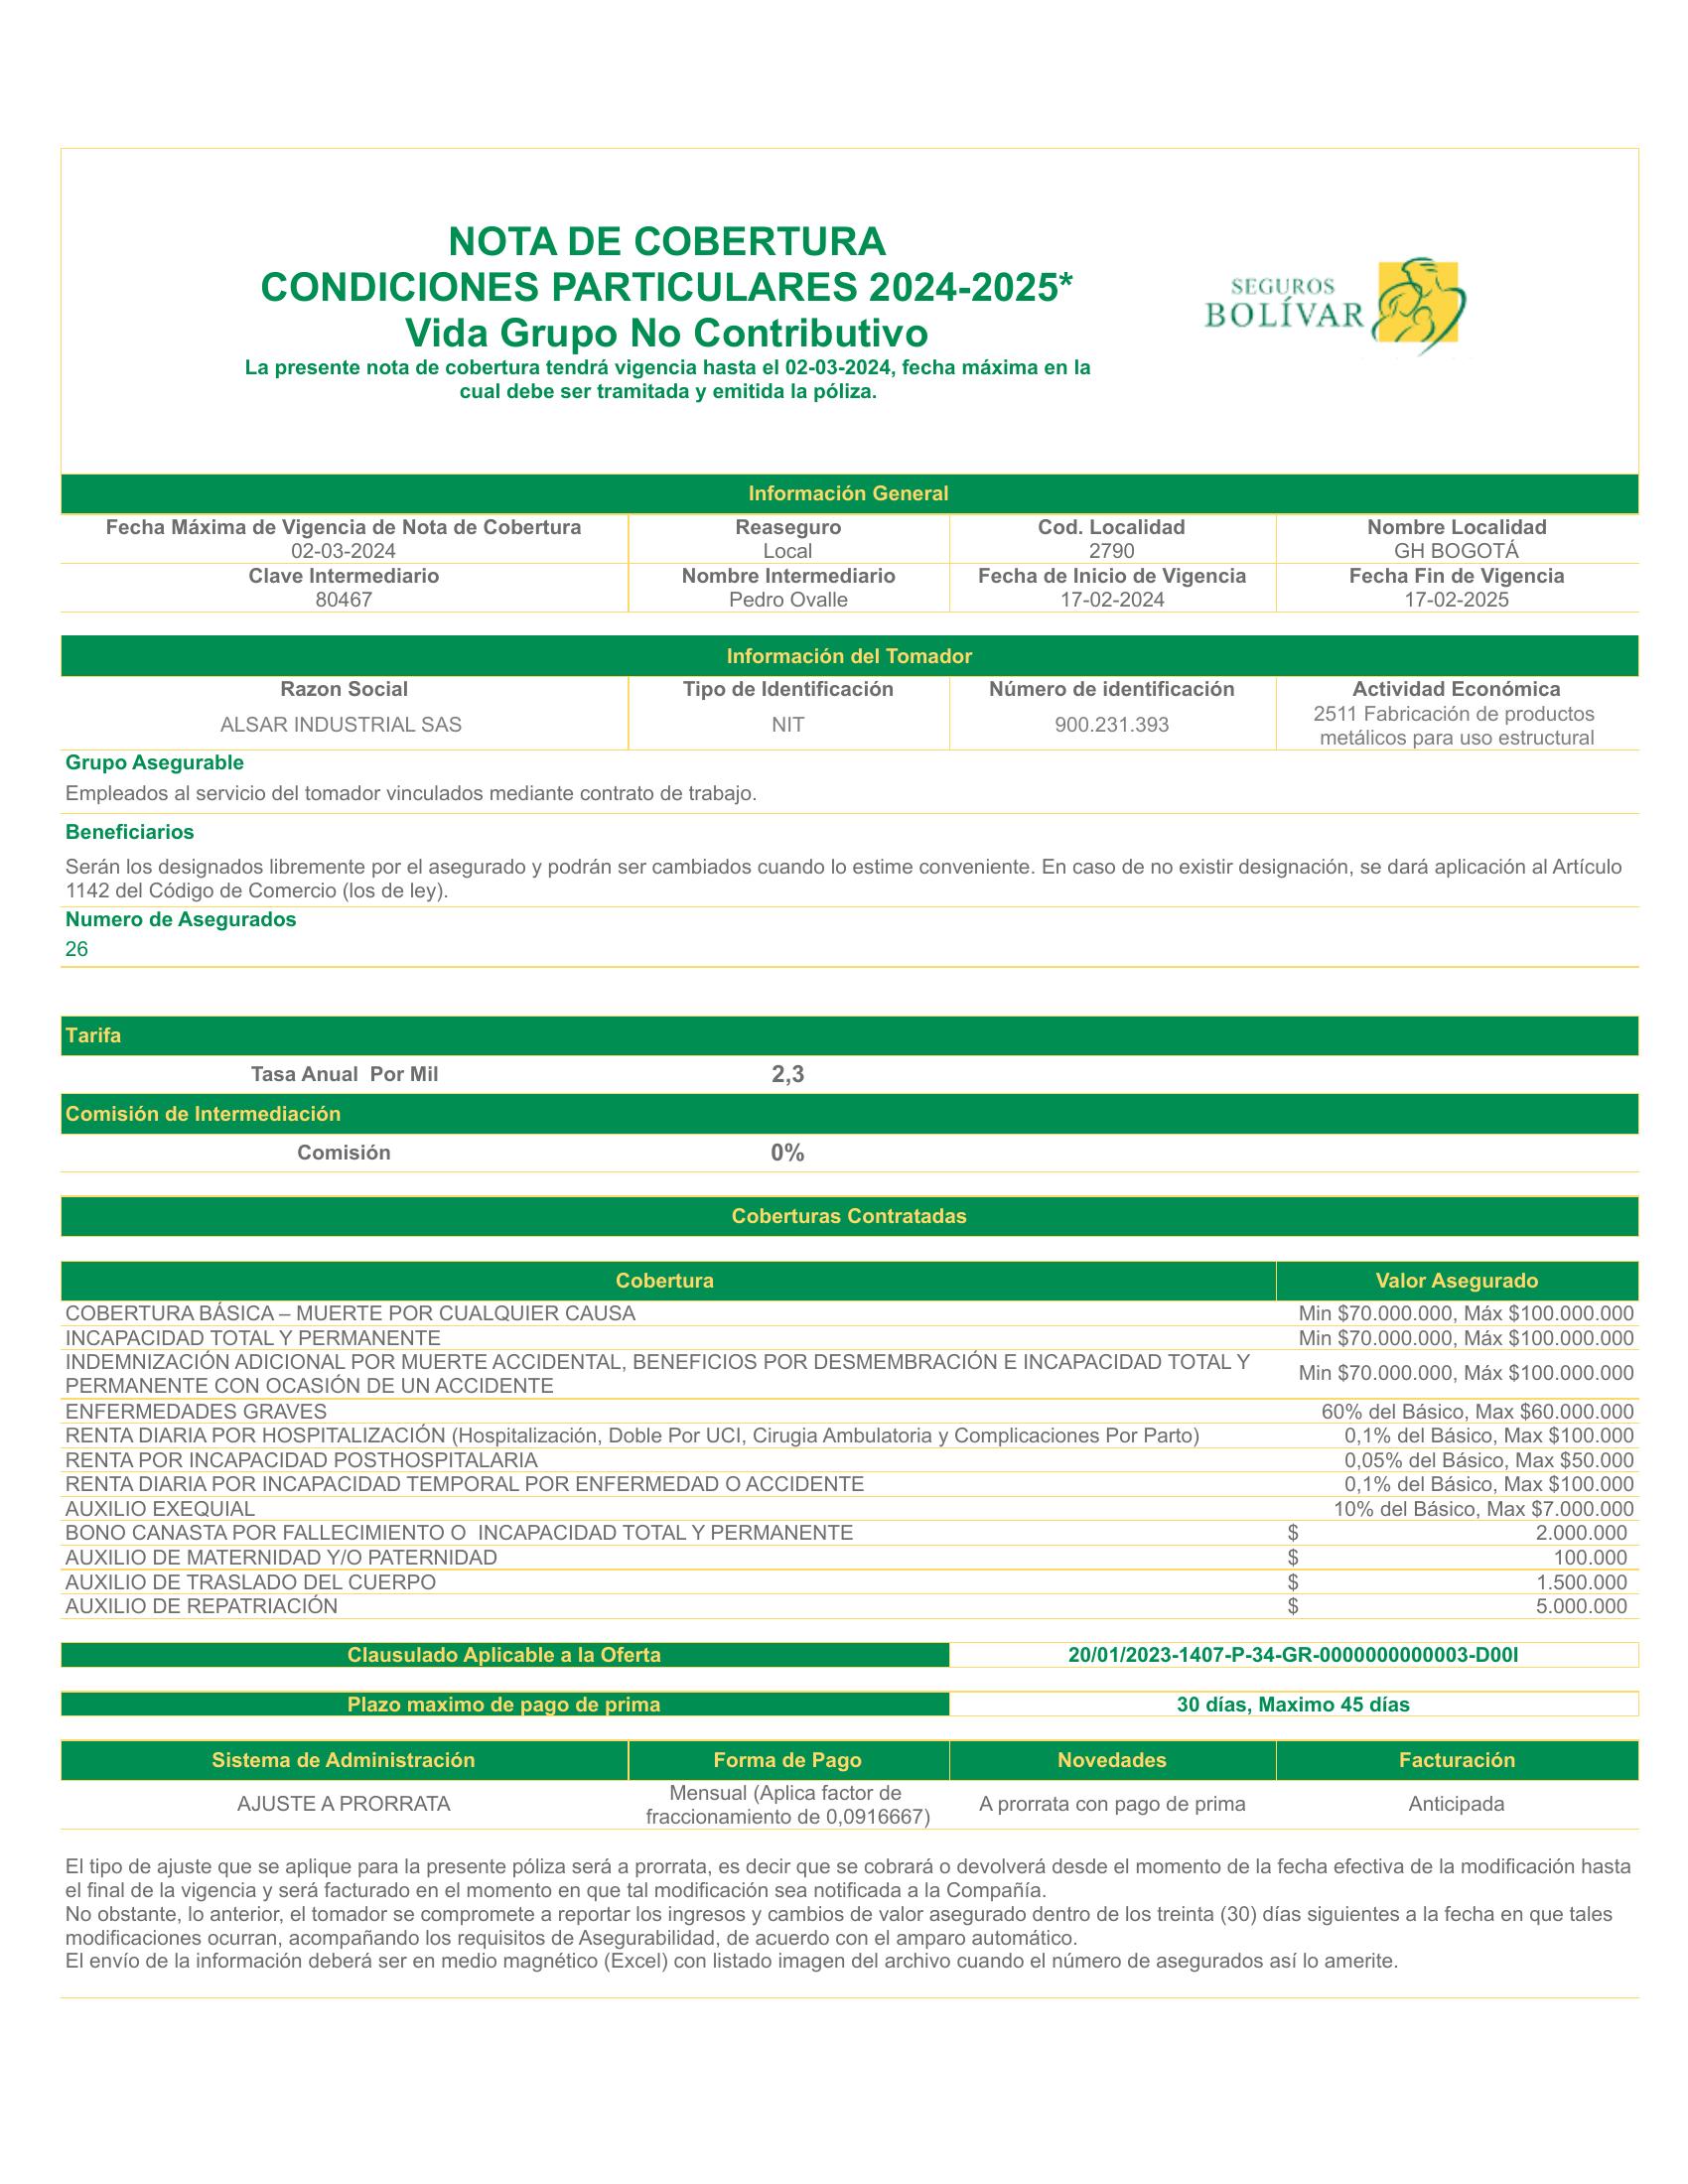 NOTA DE COBERTURA
CONDICIONES PARTICULARES 2024-2025*
Vida Grupo No Contributivo
La presente nota de cobertura tendrá vigencia hasta el 02-03-2024, fecha máxima en la
cual debe ser tramitada y emitida la póliza.
SEGUROS
BOLÍVAR
Información General
Fecha Máxima de Vigencia de Nota de Cobertura Reaseguro Cod. Localidad Nombre Localidad
02-03-2024 Local 2790 GH BOGOTÁ
Clave Intermediario Nombre Intermediario Fecha de Inicio de Vigencia Fecha Fin de Vigencia
80467 Pedro Ovalle 17-02-2024 17-02-2025
Información del Tomador
Razon Social Tipo de Identificación Número de identificación Actividad Económica
ALSAR INDUSTRIAL SAS NIT 900.231.393 2511 Fabricación de productos
metálicos para uso estructural
Grupo Asegurable
Empleados al servicio del tomador vinculados mediante contrato de trabajo.
Beneficiarios
Serán los designados libremente por el asegurado y podrán ser cambiados cuando lo estime conveniente. En caso de no existir designación, se dará aplicación al Artículo
1142 del Código de Comercio (los de ley).
Numero de Asegurados
26
Tarifa
Tasa Anual  Por Mil 2,3
Comisión de Intermediación
Comisión 0%
Coberturas Contratadas
Cobertura Valor Asegurado
COBERTURA BÁSICA – MUERTE POR CUALQUIER CAUSA Min $70.000.000, Máx $100.000.000
INCAPACIDAD TOTAL Y PERMANENTE Min $70.000.000, Máx $100.000.000
INDEMNIZACIÓN ADICIONAL POR MUERTE ACCIDENTAL, BENEFICIOS POR DESMEMBRACIÓN E INCAPACIDAD TOTAL Y
PERMANENTE CON OCASIÓN DE UN ACCIDENTE Min $70.000.000, Máx $100.000.000
ENFERMEDADES GRAVES 60% del Básico, Max $60.000.000
RENTA DIARIA POR HOSPITALIZACIÓN (Hospitalización, Doble Por UCI, Cirugia Ambulatoria y Complicaciones Por Parto) 0,1% del Básico, Max $100.000
RENTA POR INCAPACIDAD POSTHOSPITALARIA 0,05% del Básico, Max $50.000
RENTA DIARIA POR INCAPACIDAD TEMPORAL POR ENFERMEDAD O ACCIDENTE 0,1% del Básico, Max $100.000
AUXILIO EXEQUIAL 10% del Básico, Max $7.000.000
BONO CANASTA POR FALLECIMIENTO O  INCAPACIDAD TOTAL Y PERMANENTE $ 2.000.000
AUXILIO DE MATERNIDAD Y/O PATERNIDAD $ 100.000
AUXILIO DE TRASLADO DEL CUERPO $ 1.500.000
AUXILIO DE REPATRIACIÓN $ 5.000.000
Clausulado Aplicable a la Oferta 20/01/2023-1407-P-34-GR-0000000000003-D00I
Plazo maximo de pago de prima 30 días, Maximo 45 días
Sistema de Administración Forma de Pago Novedades Facturación
AJUSTE A PRORRATA Mensual (Aplica factor de
fraccionamiento de 0,0916667) A prorrata con pago de prima Anticipada
El tipo de ajuste que se aplique para la presente póliza será a prorrata, es decir que se cobrará o devolverá desde el momento de la fecha efectiva de la modificación hasta
el final de la vigencia y será facturado en el momento en que tal modificación sea notificada a la Compañía.
No obstante, lo anterior, el tomador se compromete a reportar los ingresos y cambios de valor asegurado dentro de los treinta (30) días siguientes a la fecha en que tales
modificaciones ocurran, acompañando los requisitos de Asegurabilidad, de acuerdo con el amparo automático.
El envío de la información deberá ser en medio magnético (Excel) con listado imagen del archivo cuando el número de asegurados así lo amerite.